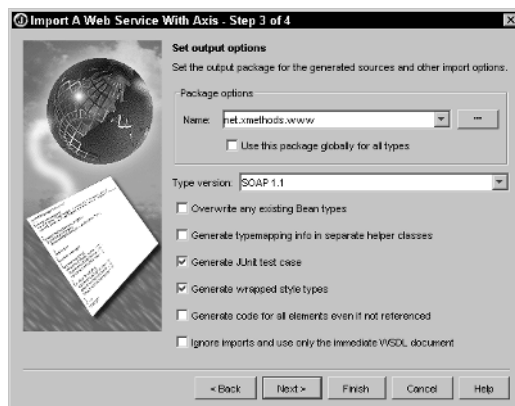 Import A Web Service With Axis - Step 3 of 4
Set output options
Set the output package for the generated sources and other import options.
Package options
Name: net.xmethods.www ...
Use this package globally for all types
Type version: SOAP 1.1
Overwrite any existing Bean types
Generate typemapping info in separate helper classes
Generate JUnit test case
Generate wrapped style types
Generate code for all elements even if not referenced
Ignore imports and use only the immediate WSDL document
< Back Next > Finish Cancel Help